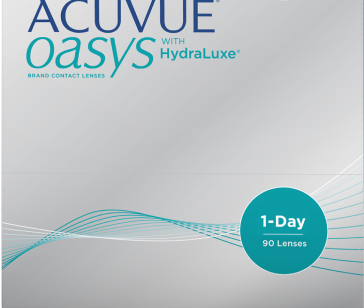 ACUVUE®
oasys WITH HydraLuxe®
BRAND CONTACT LENSES
1-Day
90 Lenses